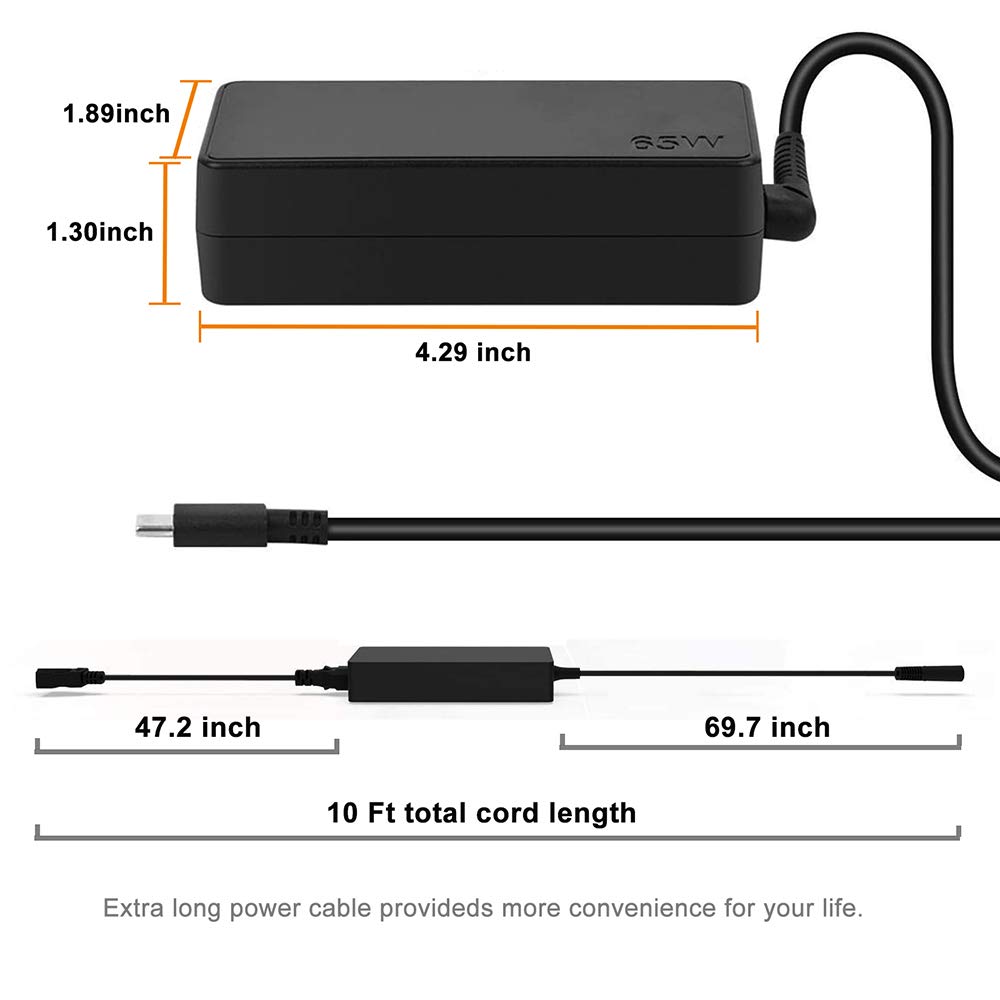 1.89inch
65W
1.30inch
4.29 inch
47.2 inch
69.7 inch
10 Ft total cord length
Extra long power cable provideds more convenience for your life.